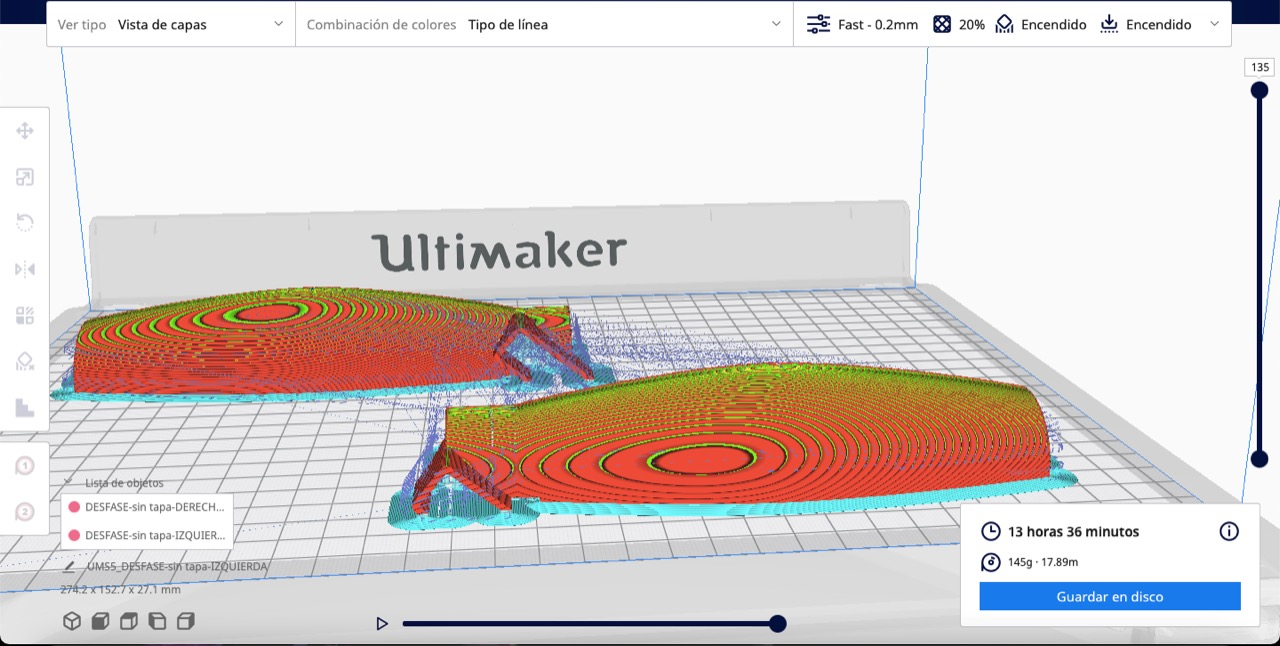 Ver tipo Vista de capas
Combinación de colores Tipo de línea
Fast - 0.2mm 20% Encendido Encendido
135
Ultimaker
1
2
Lista de objetos
DESFASE-sin tapa-DERECH...
DESFASE-sin tapa-IZQUIER...
UMS5_DESFASE-sin tapa-IZQUIERDA
274.2 x 152.7 x 27.1 mm
13 horas 36 minutos
145g · 17.89m
Guardar en disco